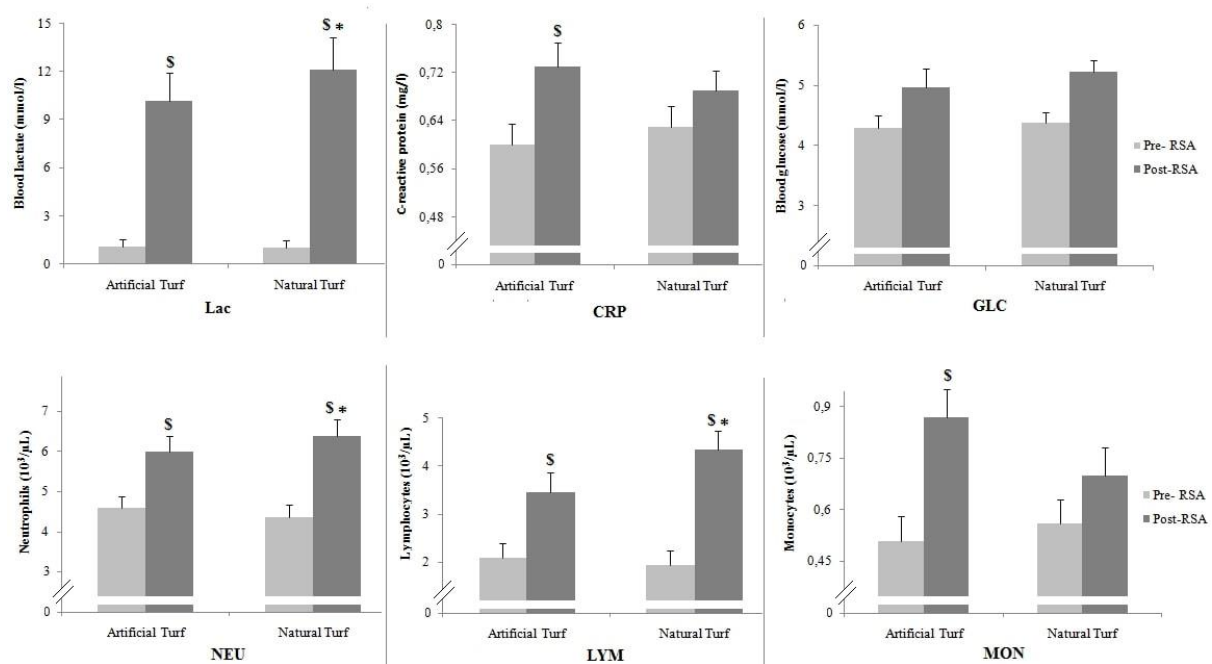 Blood lactate (mmol/l)
15
12
9
6
3
0
$
$ *
Artificial Turf
Natural Turf
Lac
C-reactive protein (mg/l)
0,8
0,72
0,64
0,56
0,48
0
$
Artificial Turf
Natural Turf
CRP
Blood glucose (mmol/l)
6
5
4
3
0
Artificial Turf
Natural Turf
GLC
Pre- RSA
Post-RSA
Neutrophils (10³/µL)
7
6
5
4
3
0
$
$ *
Artificial Turf
Natural Turf
NEU
Lymphocytes (10³/µL)
5
4
3
2
0
$
$ *
Artificial Turf
Natural Turf
LYM
Monocytes (10³/µL)
0,9
0,75
0,6
0,45
0
$
Artificial Turf
Natural Turf
MON
Pre- RSA
Post-RSA